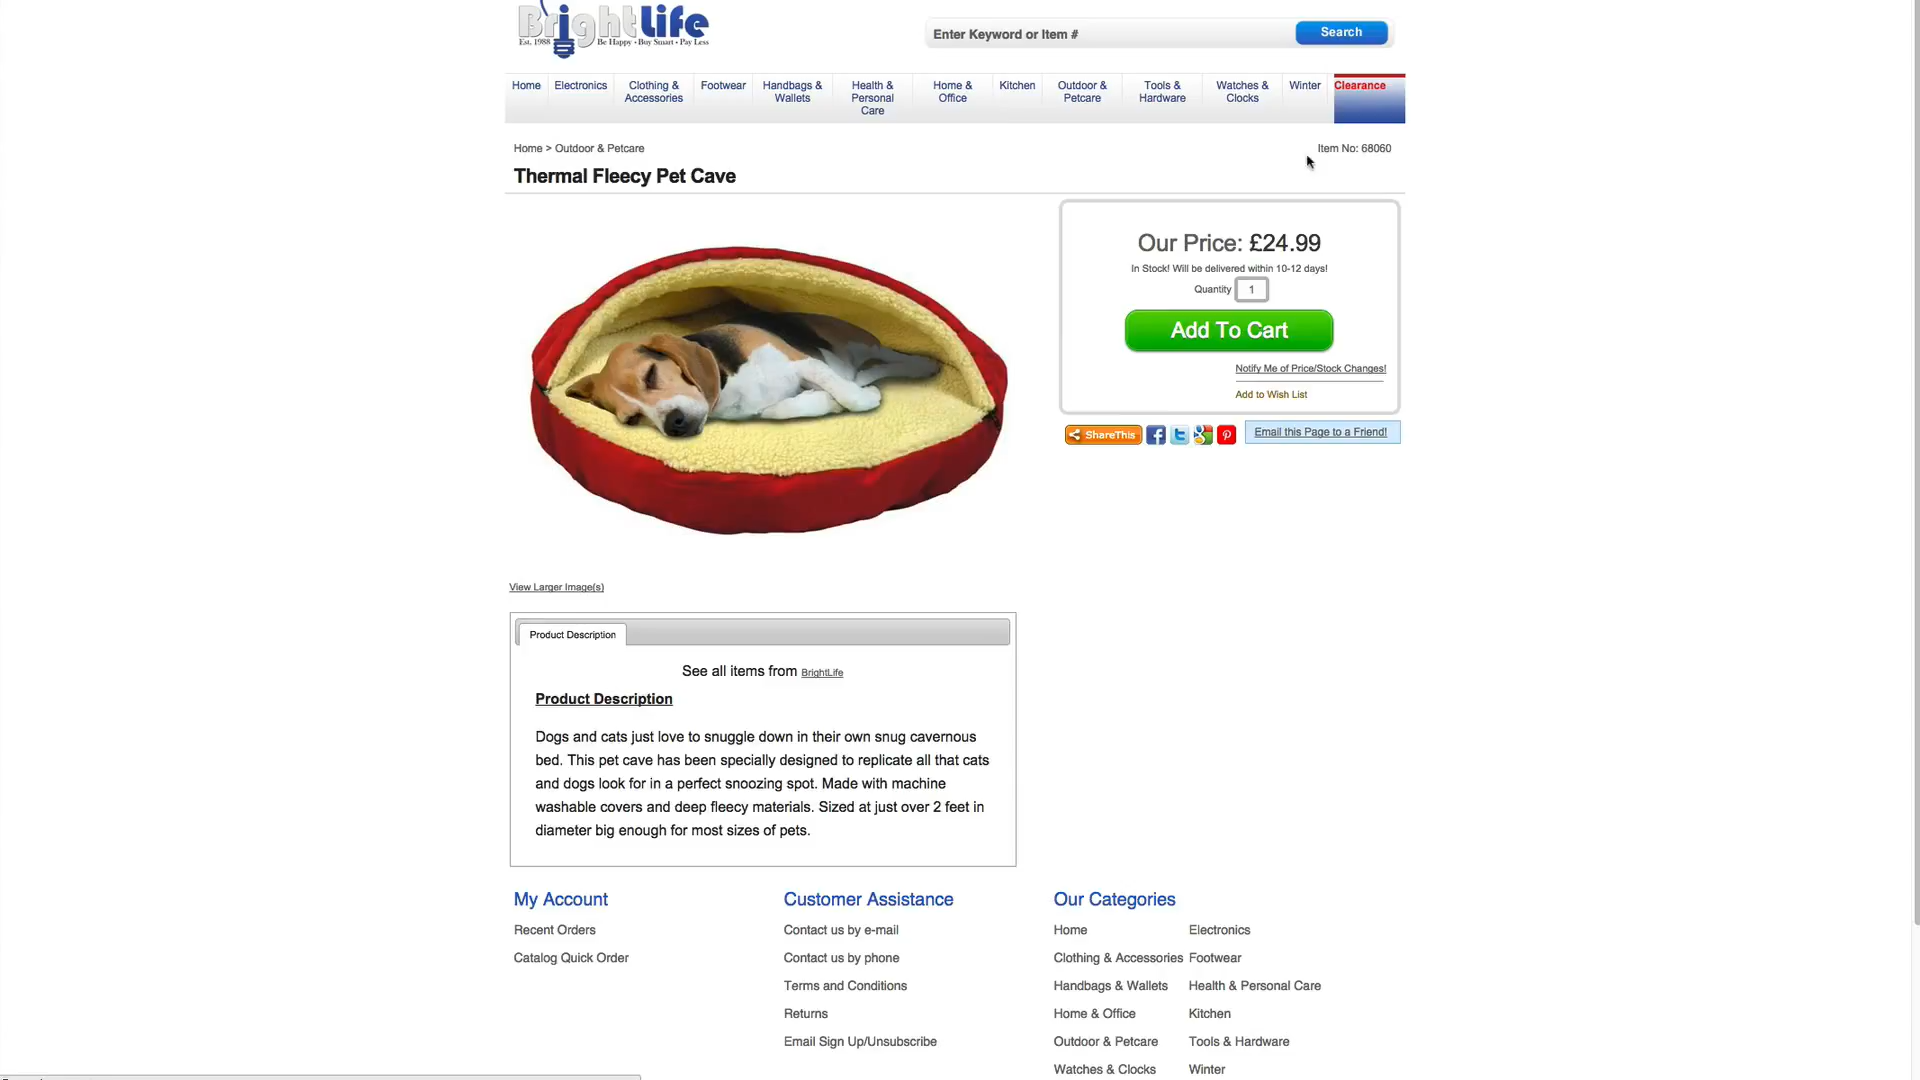 BrightLife
Est. 1988 Be Happy • Buy Smart • Pay Less
Enter Keyword or Item #
Search
Home
Electronics
Clothing &
Accessories
Footwear
Handbags &
Wallets
Health &
Personal
Care
Home &
Office
Kitchen
Outdoor &
Petcare
Tools &
Hardware
Watches &
Clocks
Winter
Clearance
Home > Outdoor & Petcare
Item No: 68060
Thermal Fleecy Pet Cave
Our Price: £24.99
In Stock! Will be delivered within 10-12 days!
Quantity 1
Add To Cart
Notify Me of Price/Stock Changes!
Add to Wish List
ShareThis
Email this Page to a Friend!
View Larger Image(s)
Product Description
See all items from BrightLife
Product Description
Dogs and cats just love to snuggle down in their own snug cavernous
bed. This pet cave has been specially designed to replicate all that cats
and dogs look for in a perfect snoozing spot. Made with machine
washable covers and deep fleecy materials. Sized at just over 2 feet in
diameter big enough for most sizes of pets.
My Account
Recent Orders
Catalog Quick Order
Customer Assistance
Contact us by e-mail
Contact us by phone
Terms and Conditions
Returns
Email Sign Up/Unsubscribe
Our Categories
Home
Electronics
Clothing & Accessories
Footwear
Handbags & Wallets
Health & Personal Care
Home & Office
Kitchen
Outdoor & Petcare
Tools & Hardware
Watches & Clocks
Winter